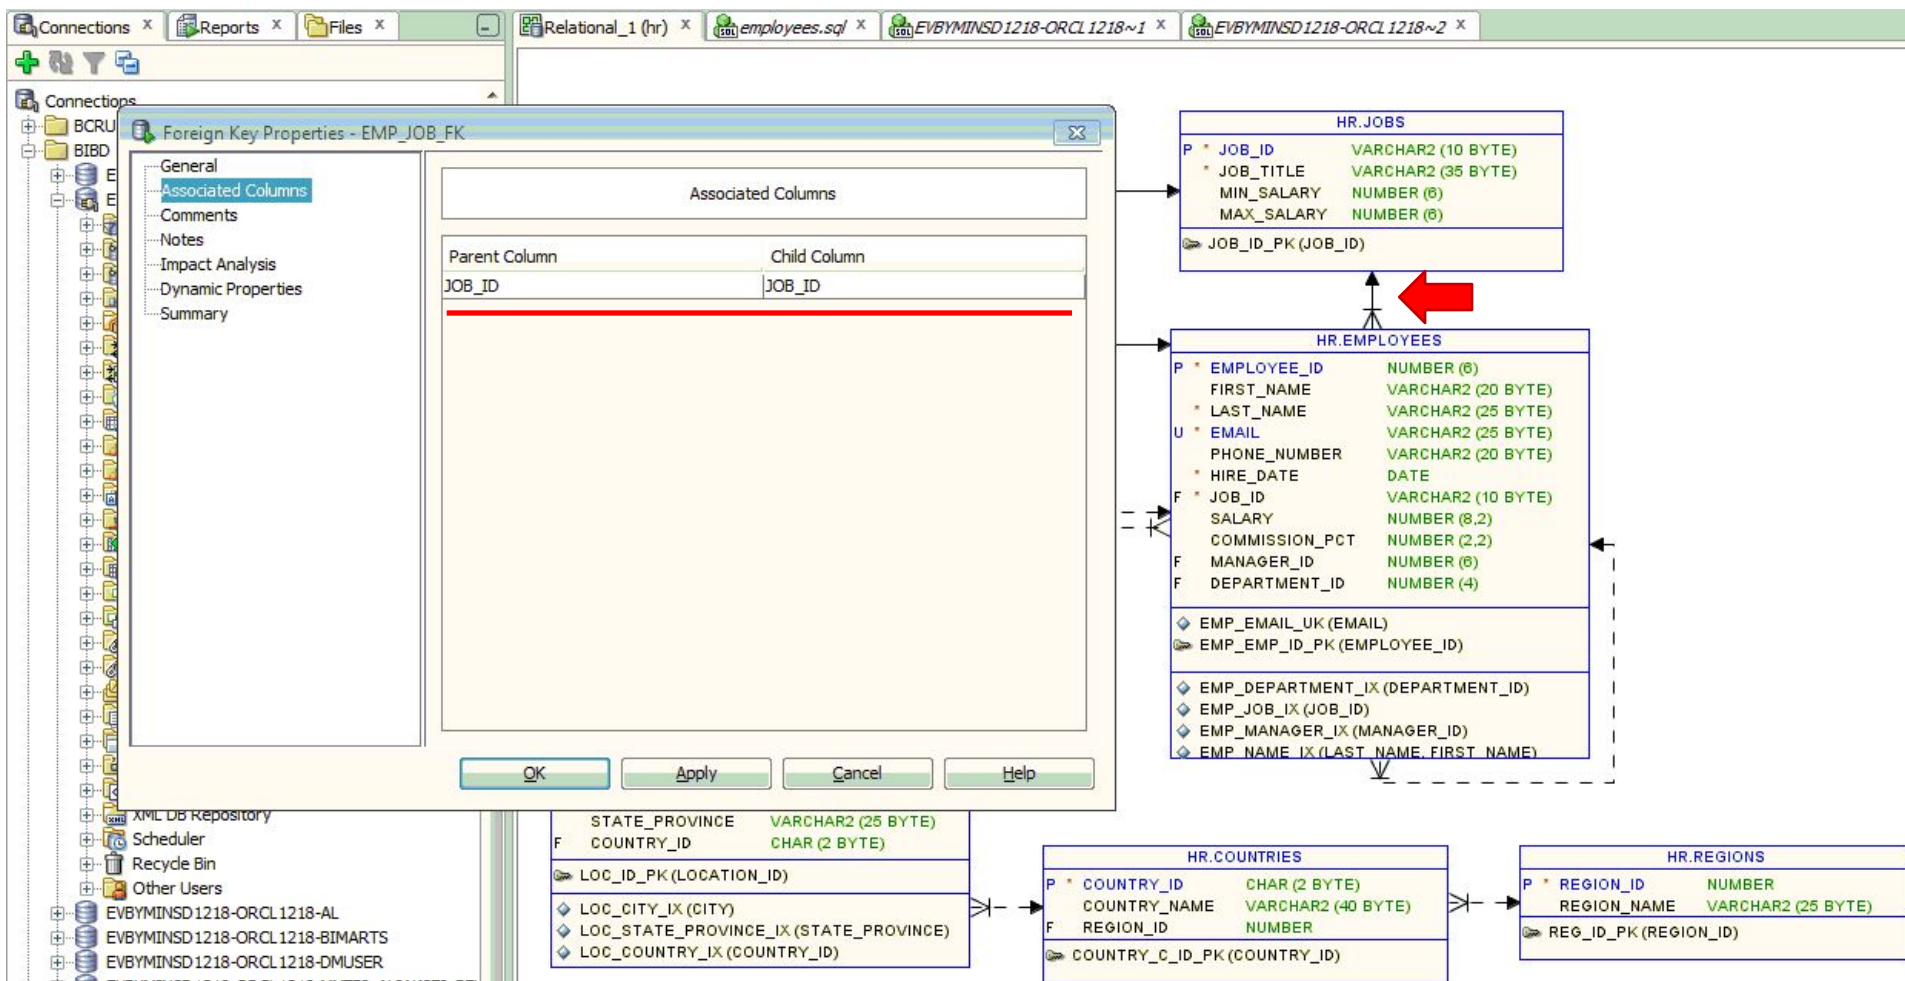 Connections x Reports x Files x
Relational_1 (hr) x employees.sql x EVBYMINSD1218-ORCL1218~1 x EVBYMINSD1218-ORCL1218~2 x
Connections
BCRU
BIBD
E
E
XML DB Repository
Scheduler
Recycle Bin
Other Users
EVBYMINSD1218-ORCL1218-AL
EVBYMINSD1218-ORCL1218-BIMARTS
EVBYMINSD1218-ORCL1218-DMUSER
Foreign Key Properties - EMP_JOB_FK
General
Associated Columns
Comments
Notes
Impact Analysis
Dynamic Properties
Summary
Associated Columns
Parent Column Child Column
JOB_ID JOB_ID
OK Apply Cancel Help
HR.JOBS
P * JOB_ID VARCHAR2 (10 BYTE)
* JOB_TITLE VARCHAR2 (35 BYTE)
MIN_SALARY NUMBER (6)
MAX_SALARY NUMBER (6)
JOB_ID_PK (JOB_ID)
HR.EMPLOYEES
P * EMPLOYEE_ID NUMBER (6)
FIRST_NAME VARCHAR2 (20 BYTE)
* LAST_NAME VARCHAR2 (25 BYTE)
U * EMAIL VARCHAR2 (25 BYTE)
PHONE_NUMBER VARCHAR2 (20 BYTE)
* HIRE_DATE DATE
F * JOB_ID VARCHAR2 (10 BYTE)
SALARY NUMBER (8,2)
COMMISSION_PCT NUMBER (2,2)
F MANAGER_ID NUMBER (6)
F DEPARTMENT_ID NUMBER (4)
EMP_EMAIL_UK (EMAIL)
EMP_EMP_ID_PK (EMPLOYEE_ID)
EMP_DEPARTMENT_IX (DEPARTMENT_ID)
EMP_JOB_IX (JOB_ID)
EMP_MANAGER_IX (MANAGER_ID)
EMP_NAME_IX (LAST_NAME, FIRST_NAME)
STATE_PROVINCE VARCHAR2 (25 BYTE)
F COUNTRY_ID CHAR (2 BYTE)
LOC_ID_PK (LOCATION_ID)
LOC_CITY_IX (CITY)
LOC_STATE_PROVINCE_IX (STATE_PROVINCE)
LOC_COUNTRY_IX (COUNTRY_ID)
HR.COUNTRIES
P * COUNTRY_ID CHAR (2 BYTE)
COUNTRY_NAME VARCHAR2 (40 BYTE)
F REGION_ID NUMBER
COUNTRY_C_ID_PK (COUNTRY_ID)
HR.REGIONS
P * REGION_ID NUMBER
REGION_NAME VARCHAR2 (25 BYTE)
REG_ID_PK (REGION_ID)